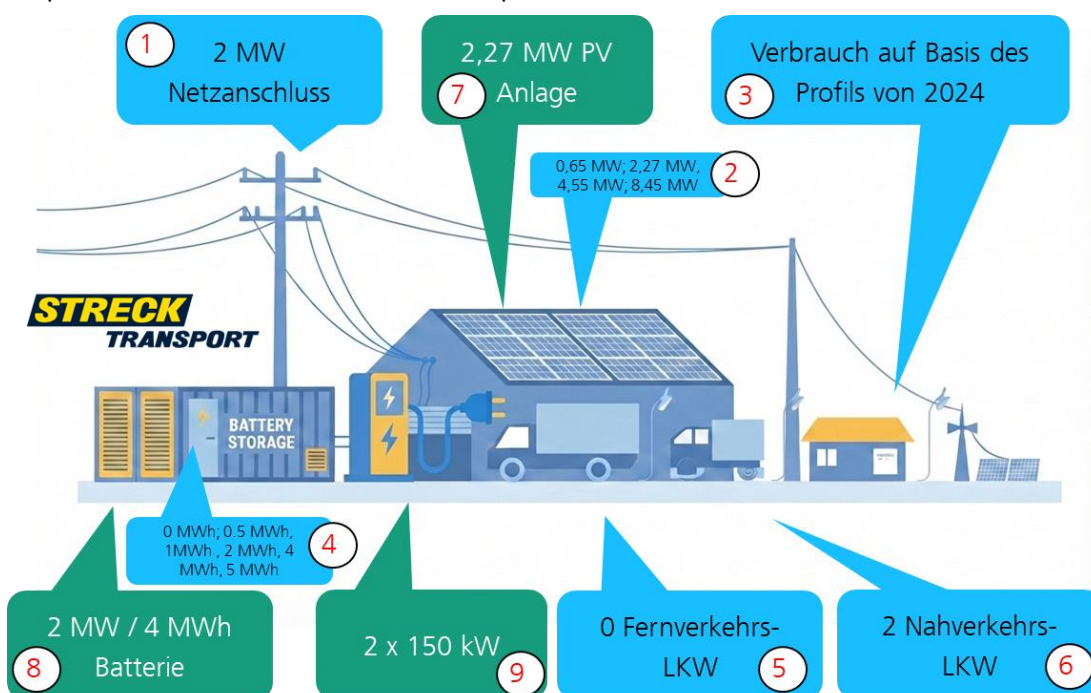 1
2 MW
Netzanschluss
2,27 MW PV
7
Anlage
Verbrauch auf Basis des
3
Profils von 2024
0,65 MW; 2,27 MW,
4,55 MW; 8,45 MW
2
STRECK
TRANSPORT
BATTERY
STORAGE
0 MWh; 0.5 MWh,
1MWh , 2 MWh, 4
MWh, 5 MWh
4
2 MW / 4 MWh
8
Batterie
2 x 150 kW
9
0 Fernverkehrs-
LKW
5
2 Nahverkehrs-
LKW
6